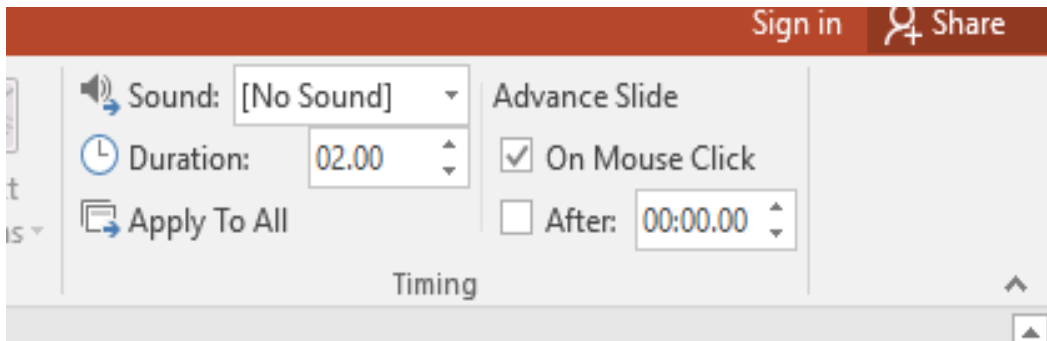 Sign in Share
Sound: [No Sound] Advance Slide
Duration: 02.00 On Mouse Click
Apply To All After: 00:00.00
Timing